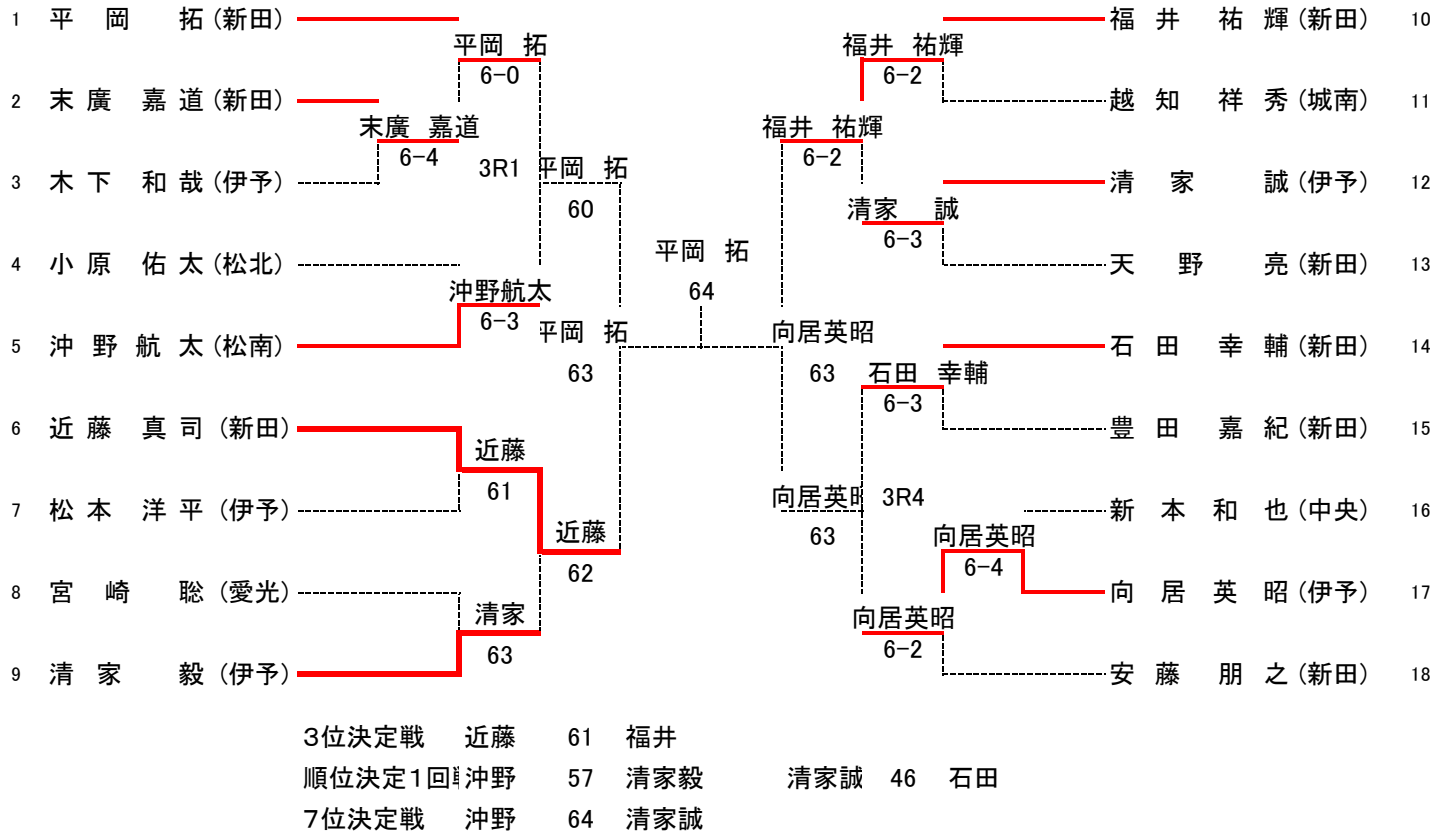 1 平岡 拓 (新田) 福井 祐輝 (新田) 10
平岡 拓 福井 祐輝
6-0 6-2
2 末廣 嘉道 (新田) 越知 祥秀 (城南) 11
末廣 嘉道 福井 祐輝
6-4 6-2
3R1 平岡 拓
3 木下 和哉 (伊予) 清家 誠 (伊予) 12
60 清家 誠
6-3
平岡 拓
4 小原 佑太 (松北) 天野 亮 (新田) 13
沖野航太 64
6-3 平岡 拓 向居英昭
5 沖野航太 (松南) 石田 幸輔 (新田) 14
63 63 石田 幸輔
6-3
6 近藤 真司 (新田) 豊田 嘉紀 (新田) 15
近藤
61 向居英昭 3R4
7 松本 洋平 (伊予) 新本和也 (中央) 16
近藤 63 向居英昭
62 6-4
8 宮崎 聡 (愛光) 向居英昭 (伊予) 17
清家 向居英昭
63 6-2
9 清家 毅 (伊予) 安藤 朋之 (新田) 18
3位決定戦 近藤 61 福井
順位決定1回戦 沖野 57 清家毅 清家誠 46 石田
7位決定戦 沖野 64 清家誠